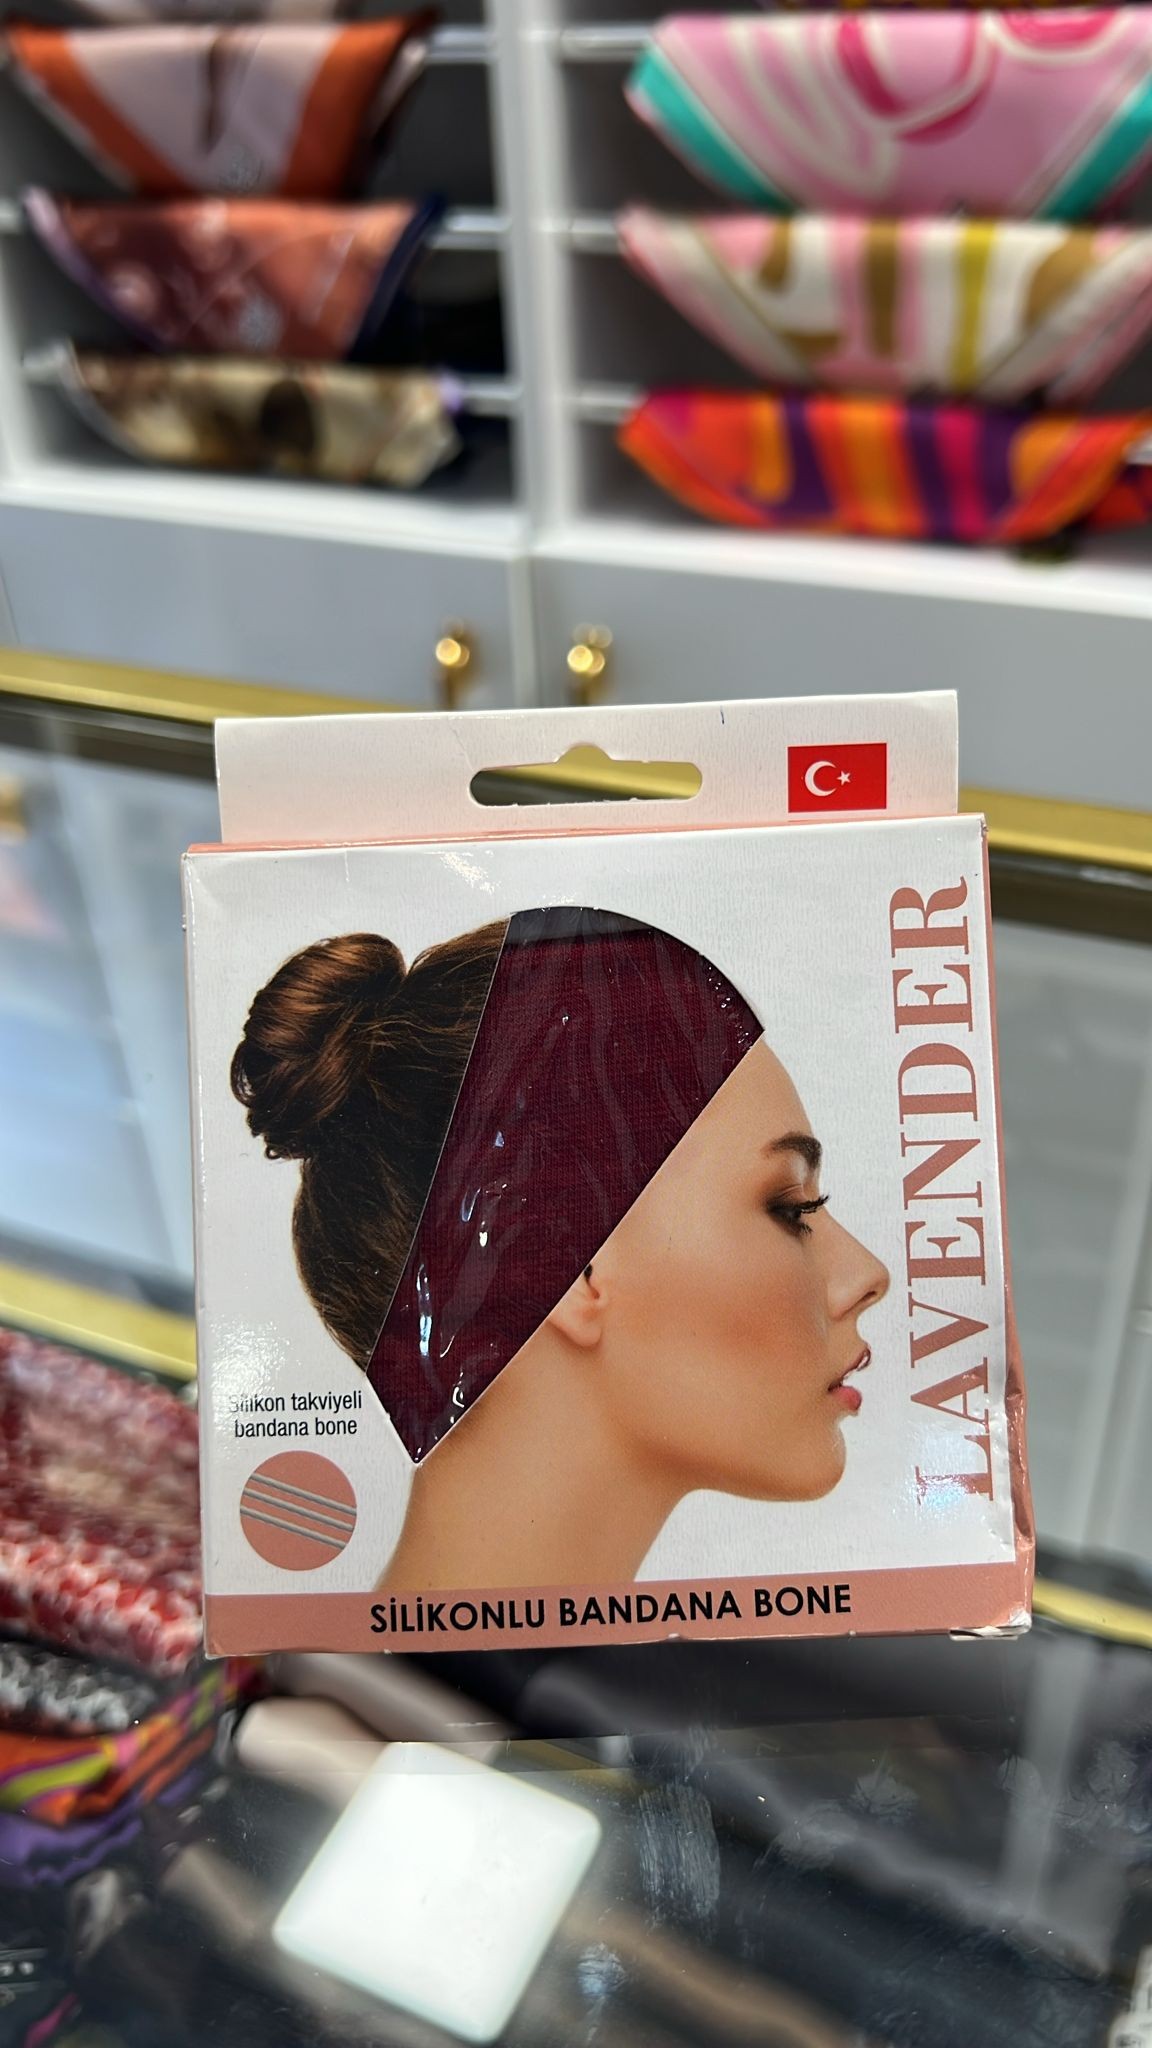 LAVENDER
Silikon takviyeli
bandana bone
SİLİKONLU BANDANA BONE